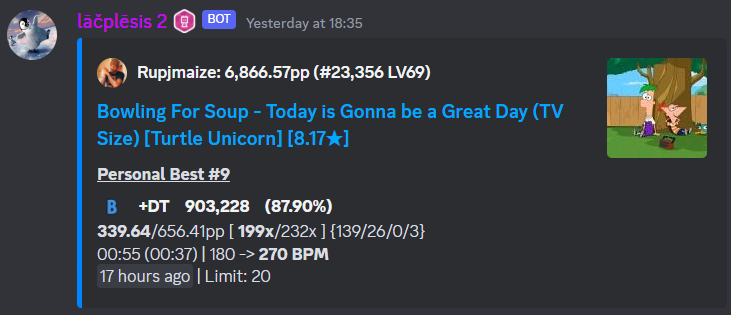 lāčplēsis 2 BOT Yesterday at 18:35
Rupjmaize: 6,866.57pp (#23,356 LV69)
Bowling For Soup - Today is Gonna be a Great Day (TV
Size) [Turtle Unicorn] [8.17★]
Personal Best #9
B +DT 903,228 (87.90%)
339.64/656.41pp [ 199x/232x ] {139/26/0/3}
00:55 (00:37) | 180 -> 270 BPM
17 hours ago | Limit: 20